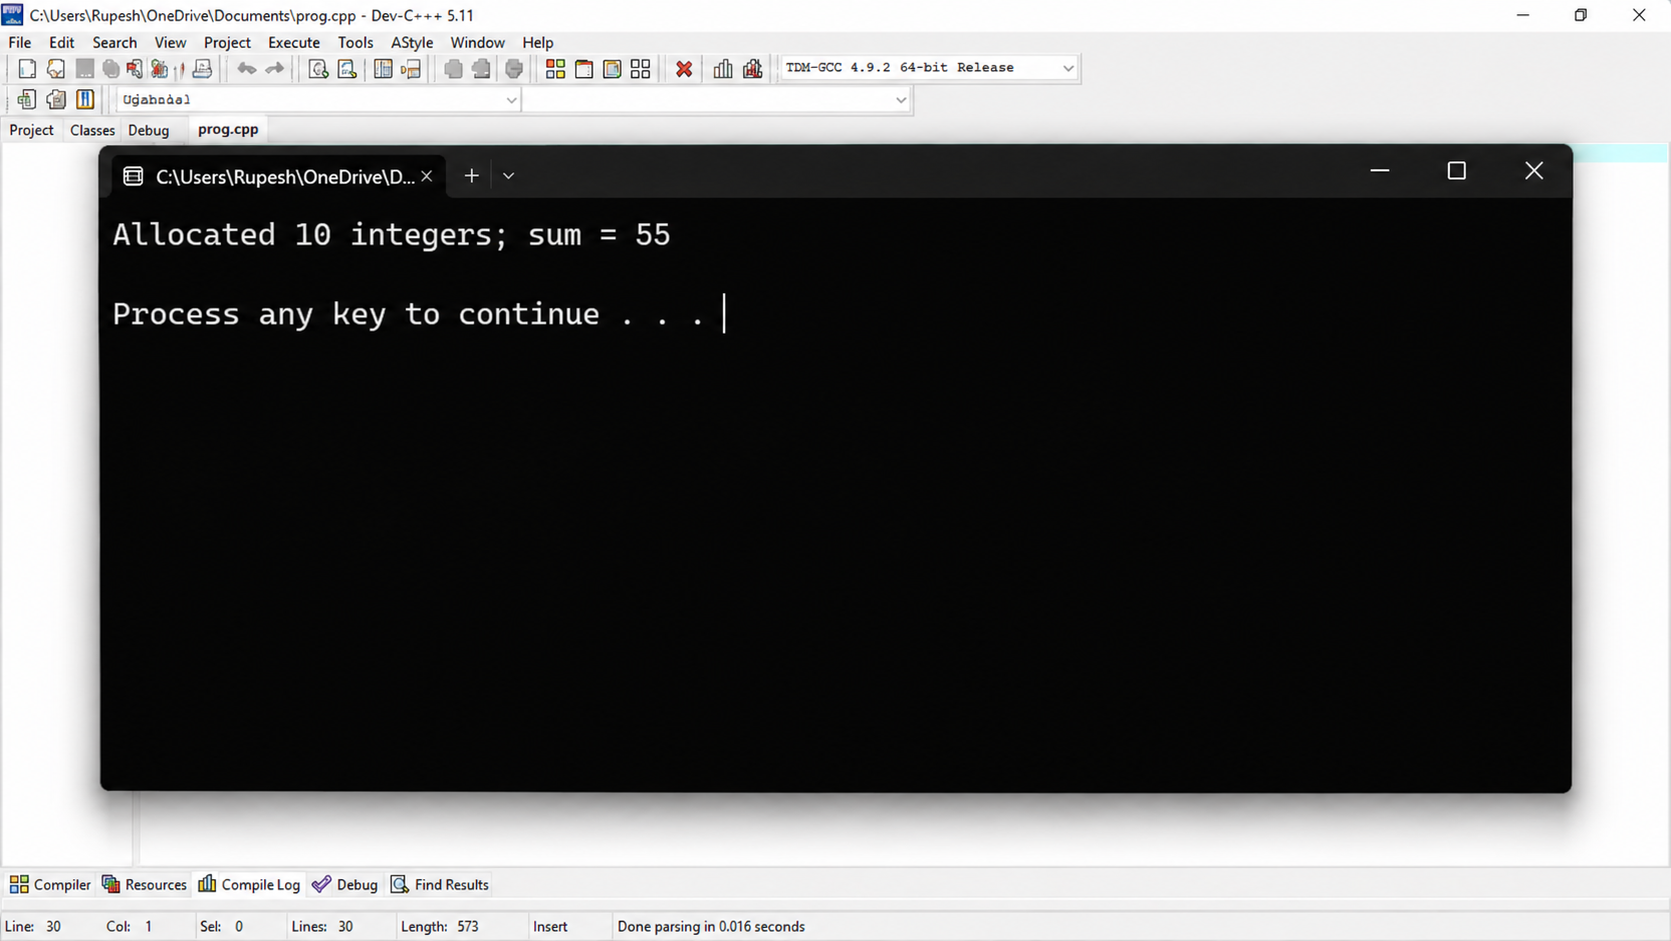 C:\Users\Rupesh\OneDrive\Documents\prog.cpp - Dev-C++ 5.11
File Edit Search View Project Execute Tools AStyle Window Help
TDM-GCC 4.9.2 64-bit Release
Project Classes Debug prog.cpp
C:\Users\Rupesh\OneDrive\D...
Allocated 10 integers; sum = 55
Process any key to continue . . .
Compiler Resources Compile Log Debug Find Results
Line: 30 Col: 1 Sel: 0 Lines: 30 Length: 573 Insert Done parsing in 0.016 seconds